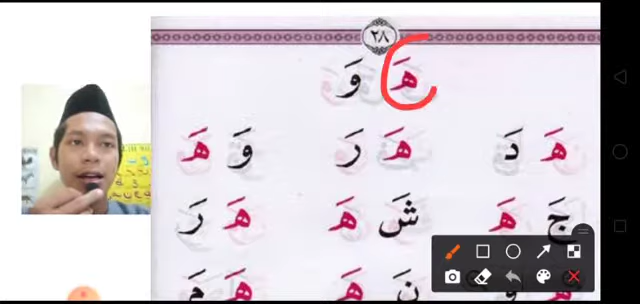 ٢٨
هَ وَ
هَ دَ هَ رَ وَ هَ
جَ هَ شَ هَ هَ رَ
نَ هَ هَ مَ